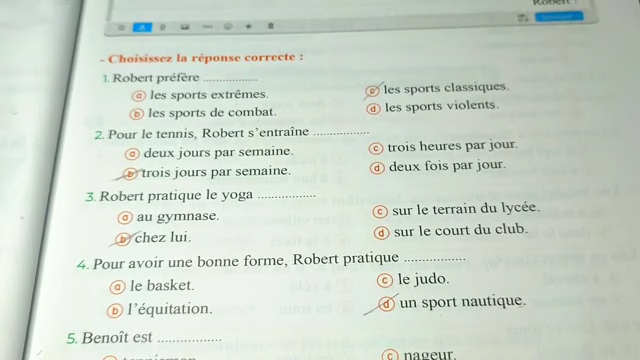 Robert
- Choisissez la réponse correcte :
1. Robert préfère ................
a les sports extrêmes.
c les sports classiques.
b les sports de combat.
d les sports violents.
2. Pour le tennis, Robert s'entraîne ................
a deux jours par semaine.
c trois heures par jour.
b trois jours par semaine.
d deux fois par jour.
3. Robert pratique le yoga ................
a au gymnase.
c sur le terrain du lycée.
b chez lui.
d sur le court du club.
4. Pour avoir une bonne forme, Robert pratique ................
a le basket.
c le judo.
b l'équitation.
d un sport nautique.
5. Benoît est ................
c nageur.